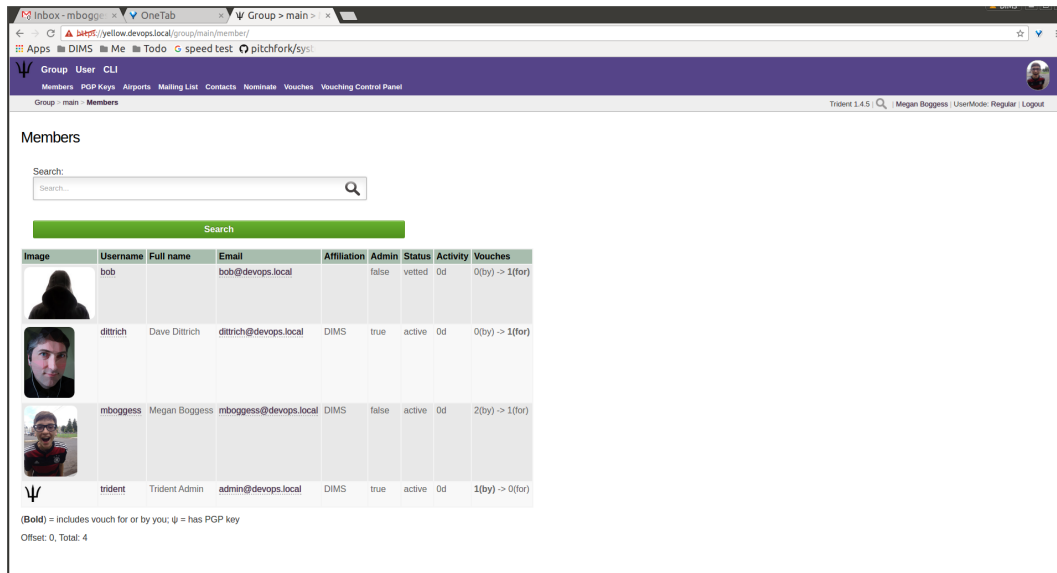 Inbox - mbogge × OneTab × Ψ Group > main > ×
https://yellow.devops.local/group/main/member/
Apps DIMS Me Todo speed test pitchfork/syst
Group User CLI
Members PGP Keys Airports Mailing List Contacts Nominate Vouches Vouching Control Panel
Group > main > Members Trident 1.4.5 | | Megan Boggess | UserMode: Regular | Logout
Members
Search:
Search...
Search
Image Username Full name Email Affiliation Admin Status Activity Vouches
bob bob@devops.local false vetted 0d 0(by) -> 1(for)
dittrich Dave Dittrich dittrich@devops.local DIMS true active 0d 0(by) -> 1(for)
mboggess Megan Boggess mboggess@devops.local DIMS false active 0d 2(by) -> 1(for)
Ψ trident Trident Admin admin@devops.local DIMS true active 0d 1(by) -> 0(for)
(Bold) = includes vouch for or by you; ψ = has PGP key
Offset: 0, Total: 4